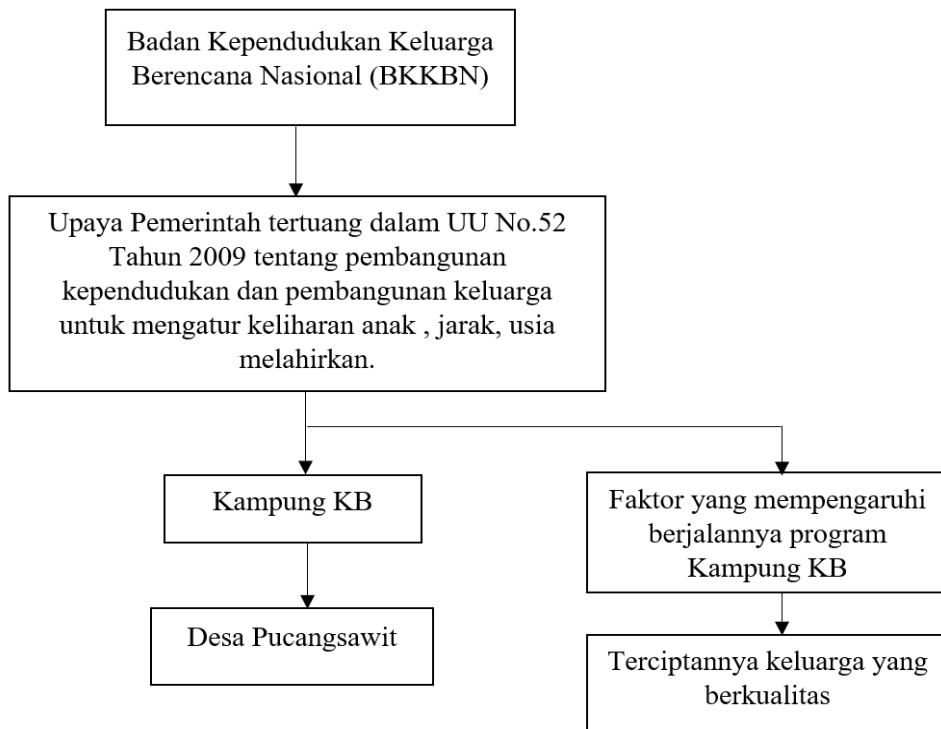 Badan Kependudukan Keluarga
Berencana Nasional (BKKBN)
Upaya Pemerintah tertuang dalam UU No.52
Tahun 2009 tentang pembangunan
kependudukan dan pembangunan keluarga
untuk mengatur keliharan anak , jarak, usia
melahirkan.
Kampung KB
Faktor yang mempengaruhi
berjalannya program
Kampung KB
Desa Pucangsawit
Terciptannya keluarga yang
berkualitas